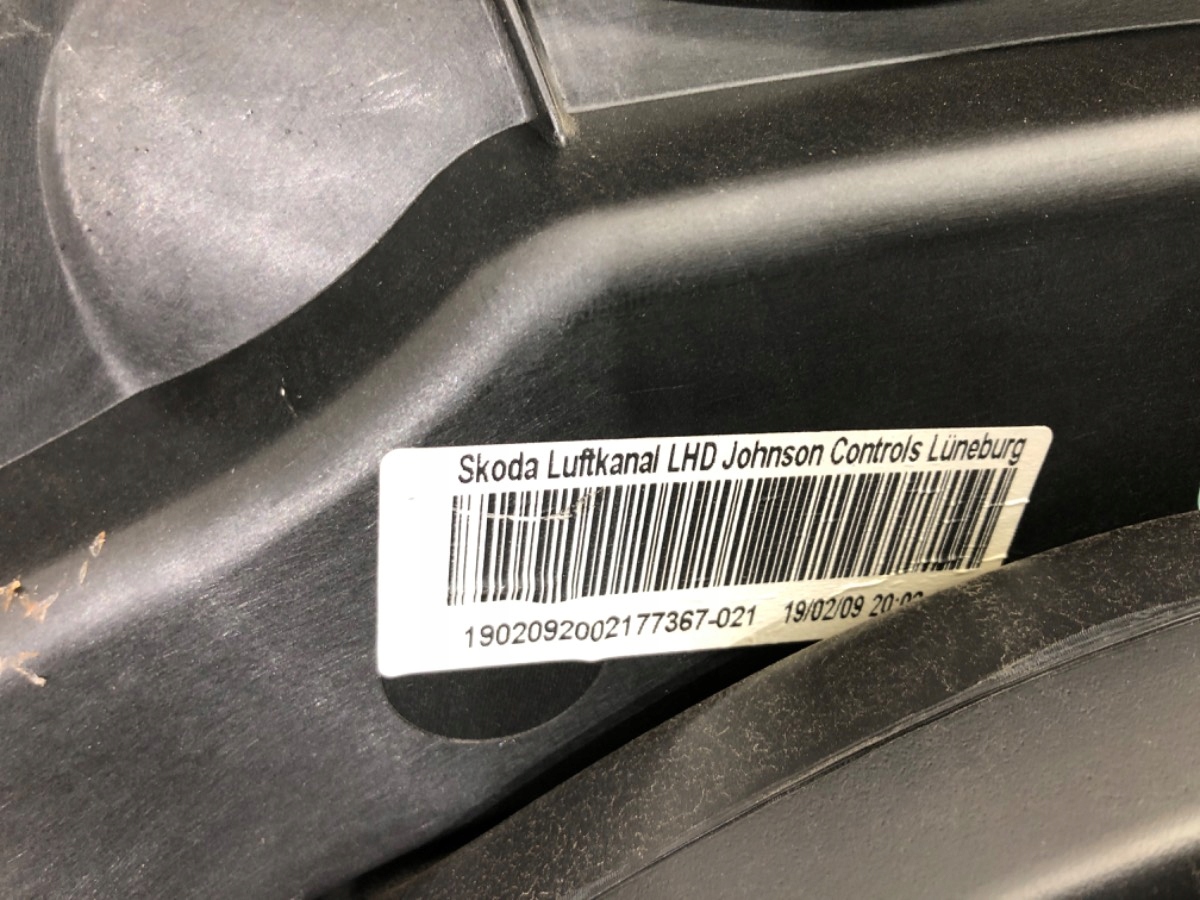 Skoda Luftkanal LHD Johnson Controls Lüneburg
1902092002177367-021 19/02/09